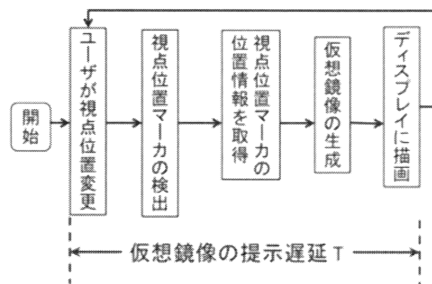 開始
ユーザが視点位置変更
視点位置マーカの検出
視点位置マーカの
位置情報を取得
仮想鏡像の生成
ディスプレイに描画
仮想鏡像の提示遅延T